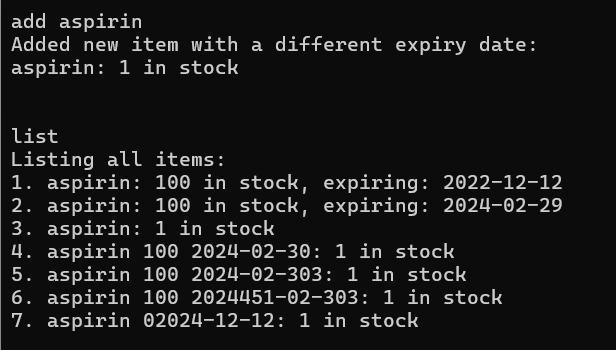 add aspirin
Added new item with a different expiry date:
aspirin: 1 in stock
list
Listing all items:
1. aspirin: 100 in stock, expiring: 2022-12-12
2. aspirin: 100 in stock, expiring: 2024-02-29
3. aspirin: 1 in stock
4. aspirin 100 2024-02-30: 1 in stock
5. aspirin 100 2024-02-303: 1 in stock
6. aspirin 100 2024451-02-303: 1 in stock
7. aspirin 02024-12-12: 1 in stock